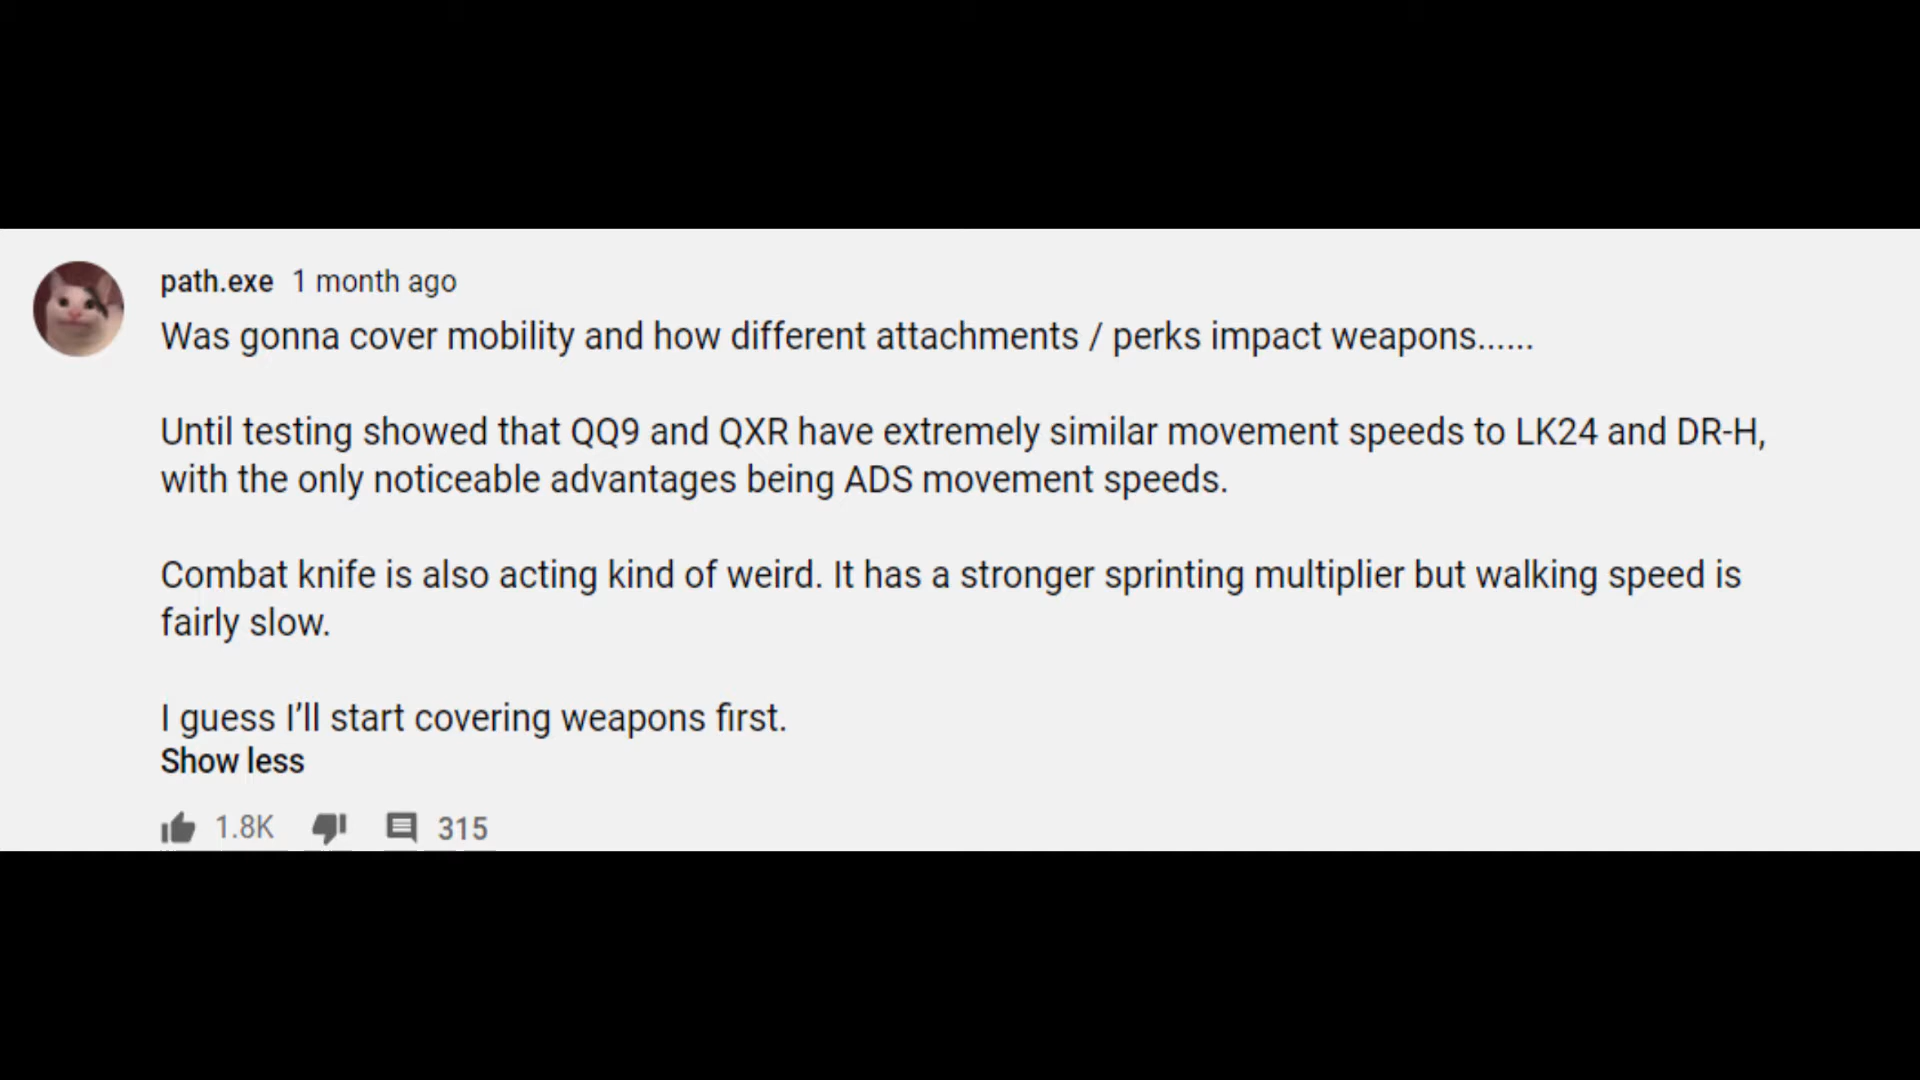 path.exe 1 month ago
Was gonna cover mobility and how different attachments / perks impact weapons......
Until testing showed that QQ9 and QXR have extremely similar movement speeds to LK24 and DR-H,
with the only noticeable advantages being ADS movement speeds.
Combat knife is also acting kind of weird. It has a stronger sprinting multiplier but walking speed is
fairly slow.
I guess I’ll start covering weapons first.
Show less
1.8K 315